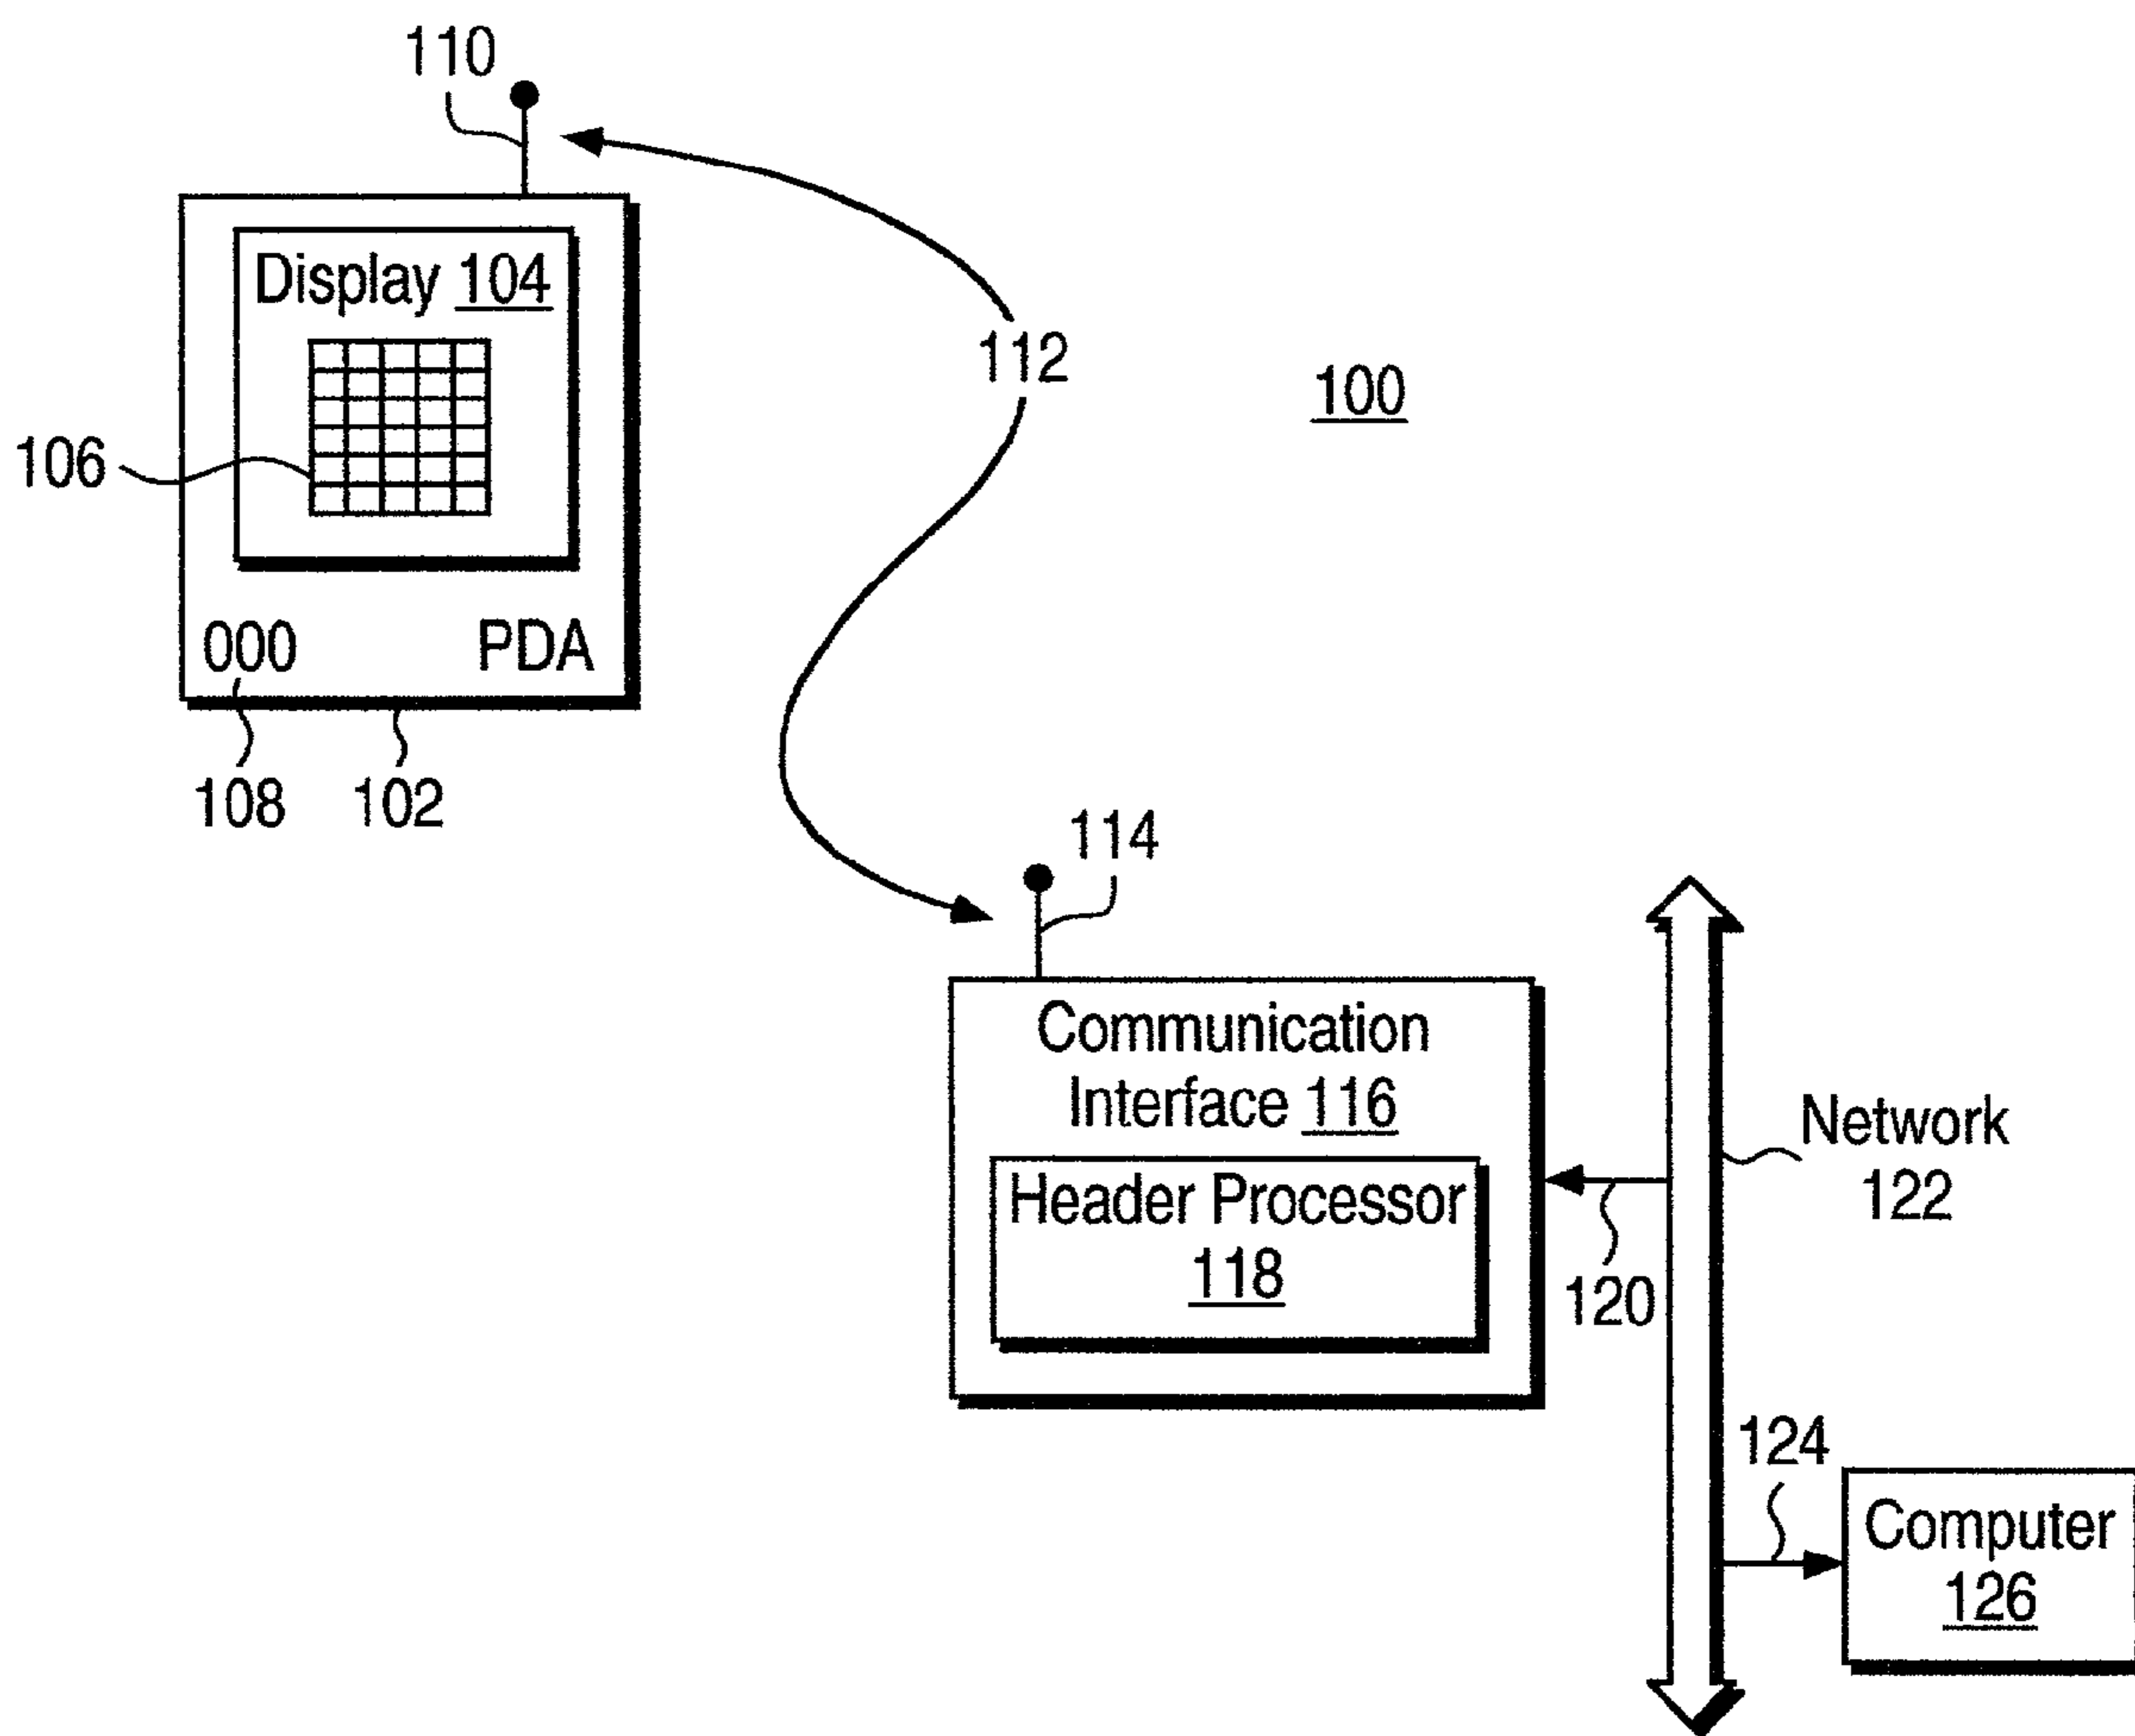 110
Display 104
112
100
106
000 PDA
108 102
114
Communication
Interface 116
Network
122
Header Processor
118
120
124
Computer
126